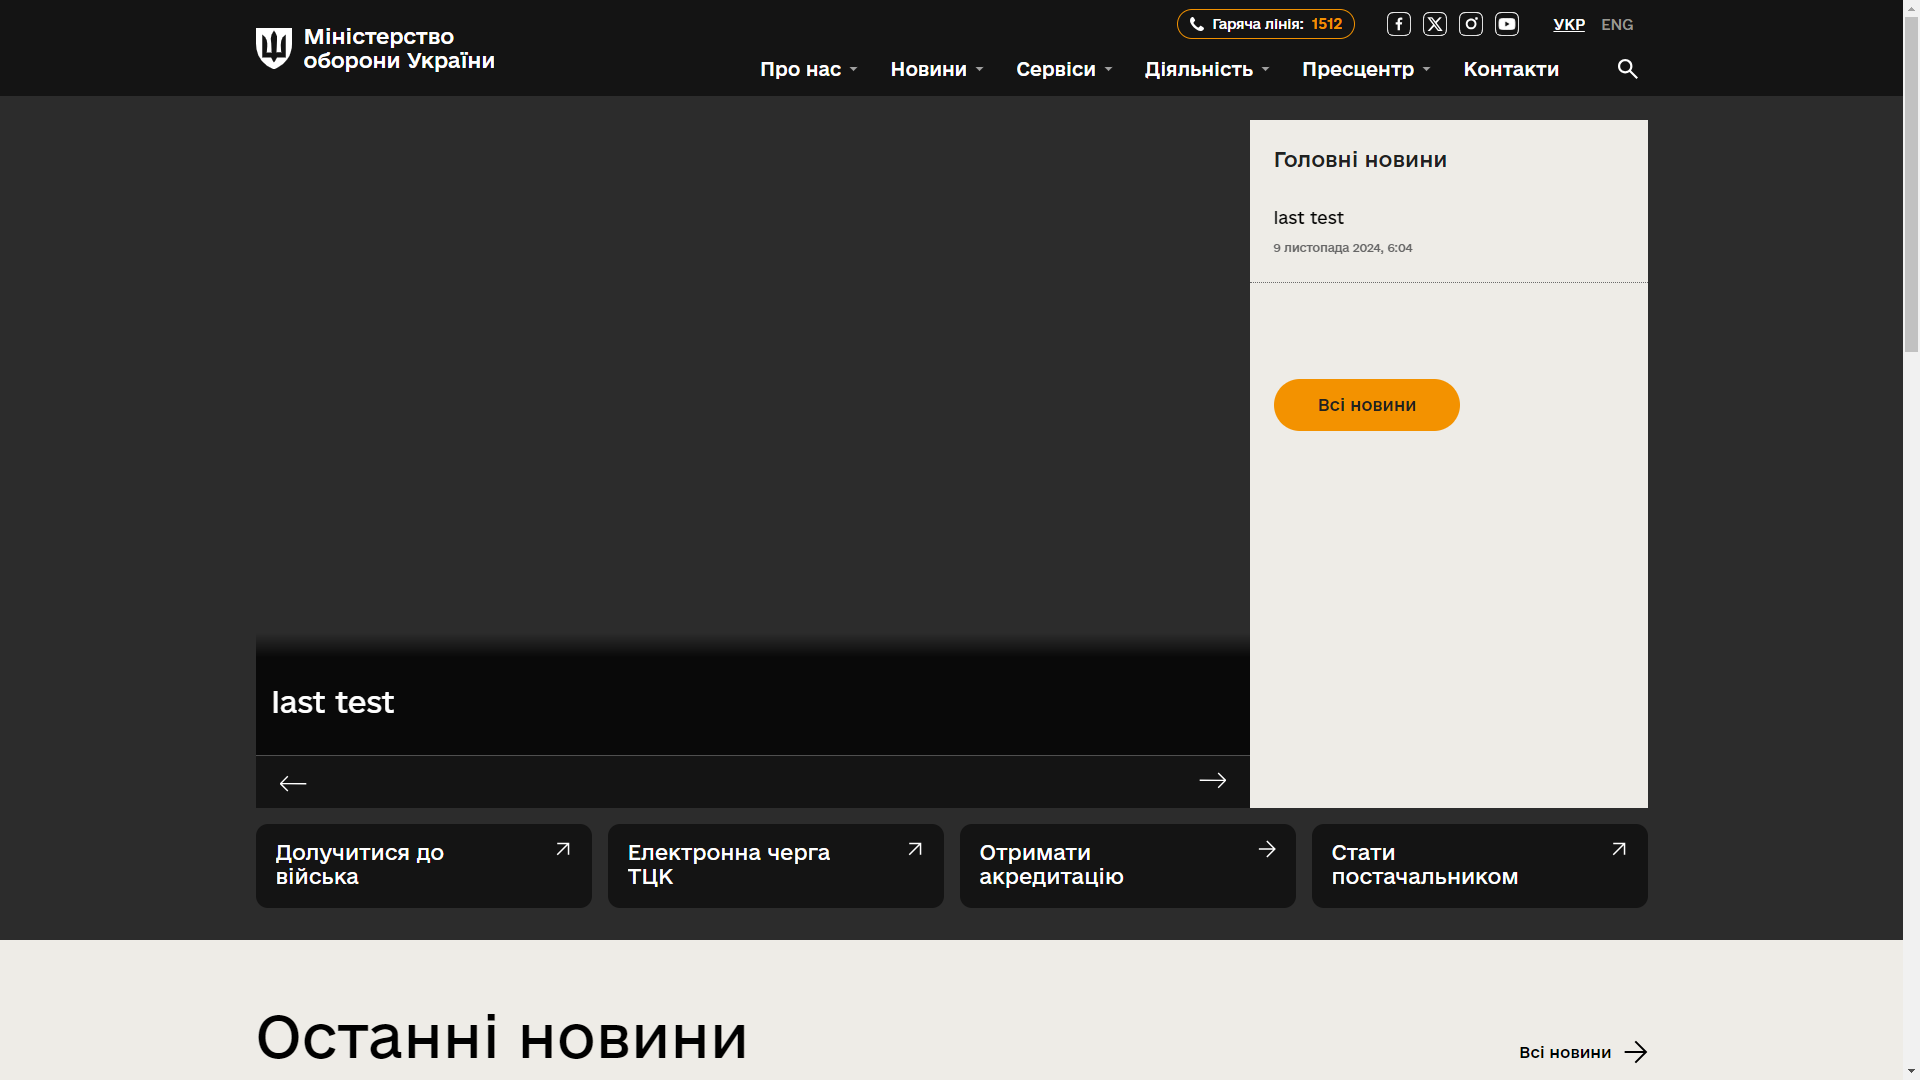 Міністерство
оборони України
Гаряча лінія: 1512
УКР ENG
Про нас Новини Сервіси Діяльність Пресцентр Контакти
Головні новини
last test
9 листопада 2024, 6:04
Всі новини
last test
Долучитися до
війська
Електронна черга
ТЦК
Отримати
акредитацію
Стати
постачальником
Останні новини
Всі новини